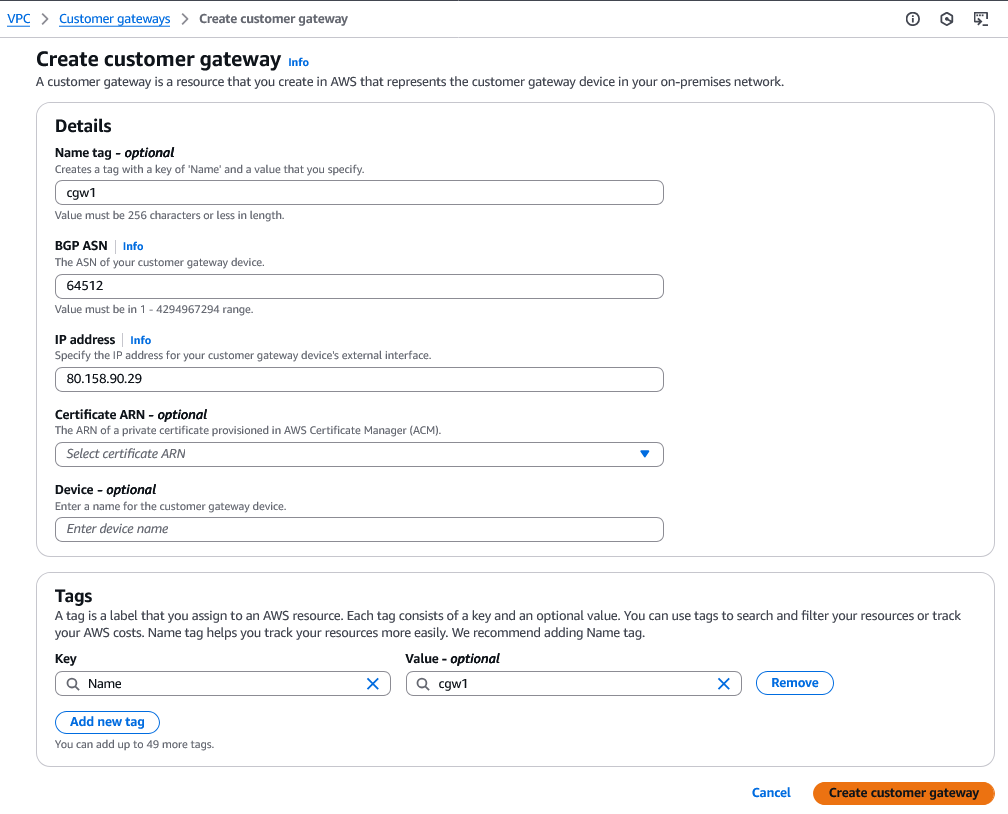 VPC > Customer gateways > Create customer gateway
Create customer gateway Info
A customer gateway is a resource that you create in AWS that represents the customer gateway device in your on-premises network.
Details
Name tag - optional
Creates a tag with a key of 'Name' and a value that you specify.
cgw1
Value must be 256 characters or less in length.
BGP ASN | Info
The ASN of your customer gateway device.
64512
Value must be in 1 - 4294967294 range.
IP address | Info
Specify the IP address for your customer gateway device's external interface.
80.158.90.29
Certificate ARN - optional
The ARN of a private certificate provisioned in AWS Certificate Manager (ACM).
Select certificate ARN
Device - optional
Enter a name for the customer gateway device.
Enter device name
Tags
A tag is a label that you assign to an AWS resource. Each tag consists of a key and an optional value. You can use tags to search and filter your resources or track
your AWS costs. Name tag helps you track your resources more easily. We recommend adding Name tag.
Key Value - optional
Name cgw1 Remove
Add new tag
You can add up to 49 more tags.
Cancel Create customer gateway